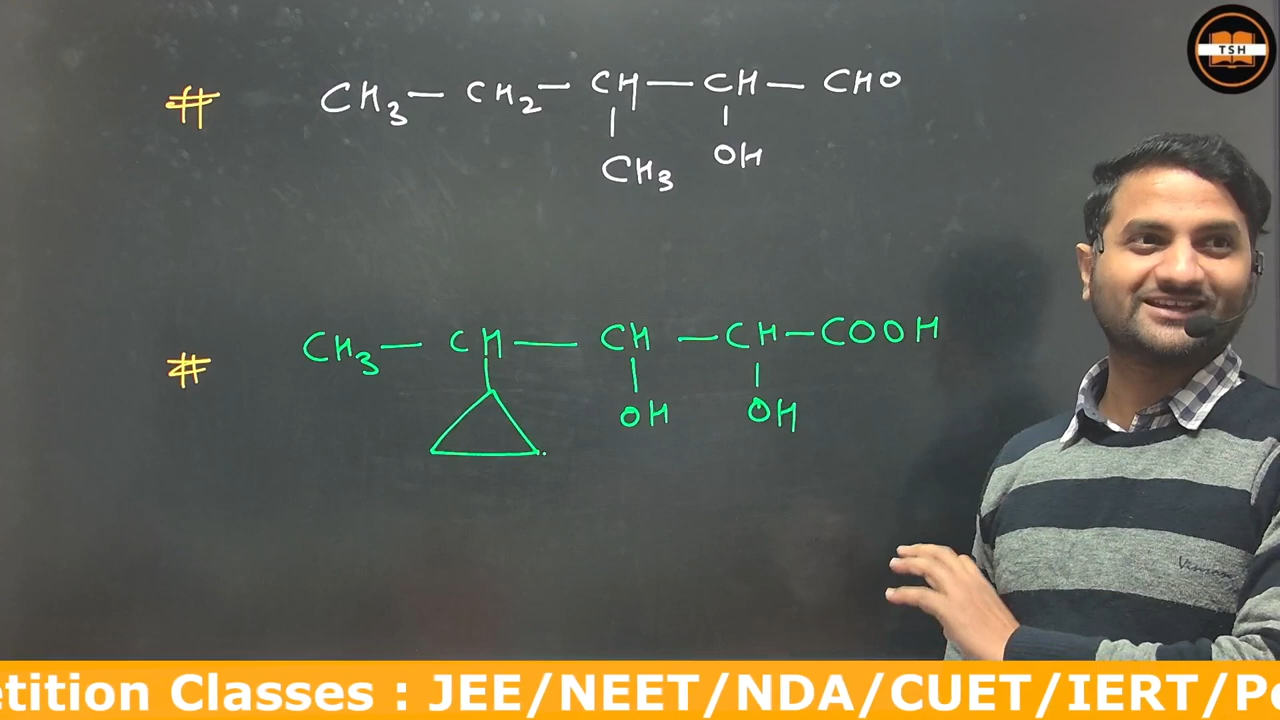 TSH
# CH3— CH2— CH — CH — CHO
CH3 OH
# CH3— CH — CH — CH—COOH
OH OH
etition Classes : JEE/NEET/NDA/CUET/IERT/Po